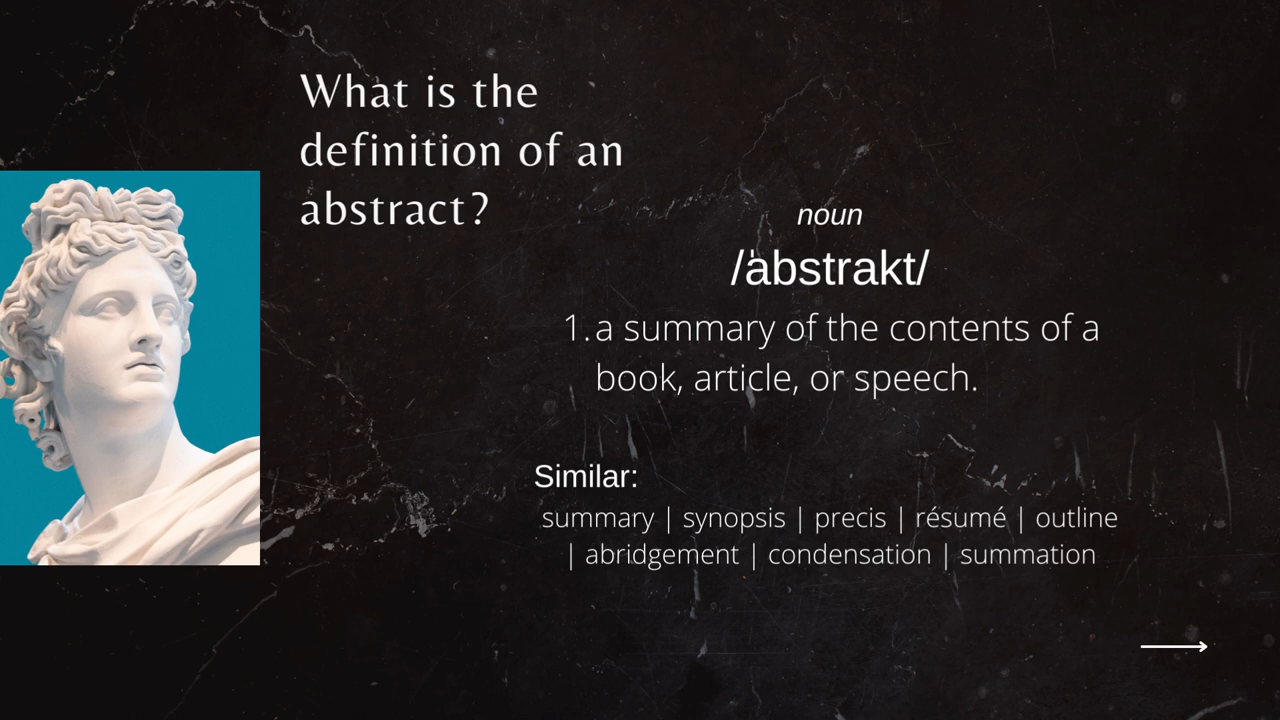 What is the
definition of an
abstract?
noun
/ˈabstrakt/
1. a summary of the contents of a
book, article, or speech.
Similar:
summary | synopsis | precis | résumé | outline
| abridgement | condensation | summation